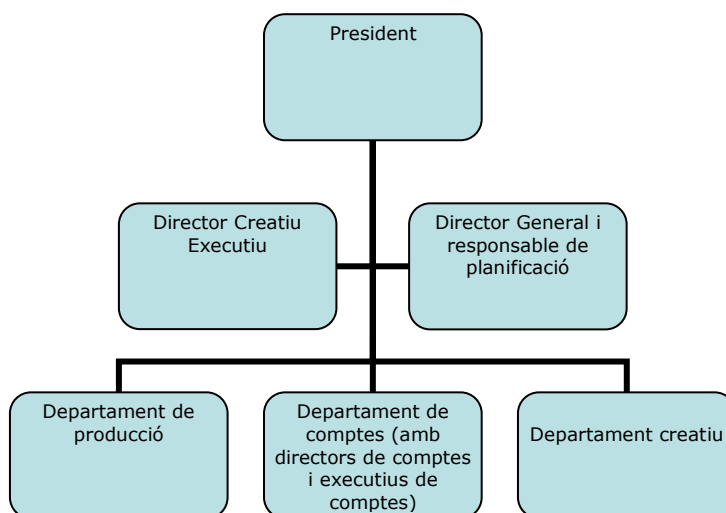 President
Director Creatiu
Executiu
Director General i
responsable de
planificació
Departament de
producció
Departament de
comptes (amb
directors de comptes
i executius de
comptes)
Departament creatiu